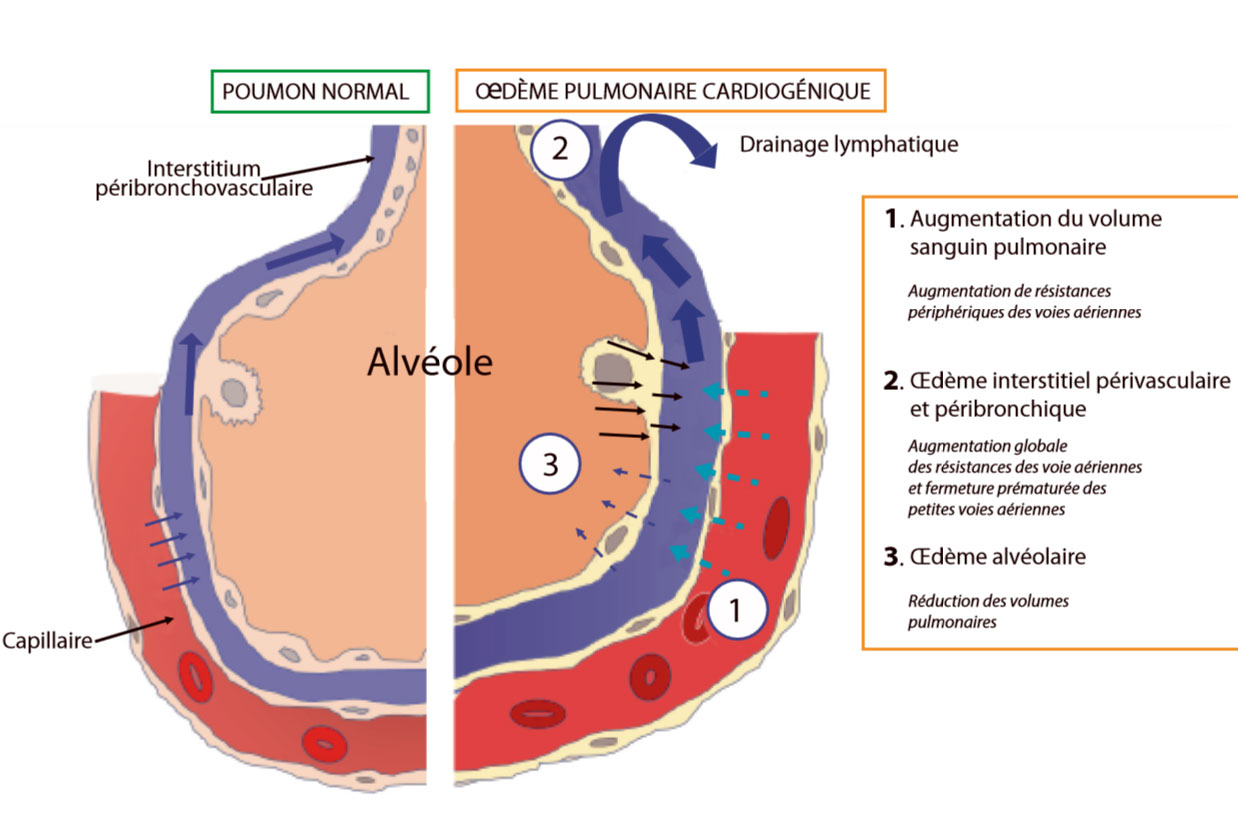 POUMON NORMAL
ŒDÈME PULMONAIRE CARDIOGÉNIQUE
Interstitium
péribronchovasculaire
2
Drainage lymphatique
Alvéole
3
1
Capillaire
1. Augmentation du volume
sanguin pulmonaire
Augmentation de résistances
périphériques des voies aériennes
2. Œdème interstitiel périvasculaire
et péribronchique
Augmentation globale
des résistances des voie aériennes
et fermeture prématurée des
petites voies aériennes
3. Œdème alvéolaire
Réduction des volumes
pulmonaires